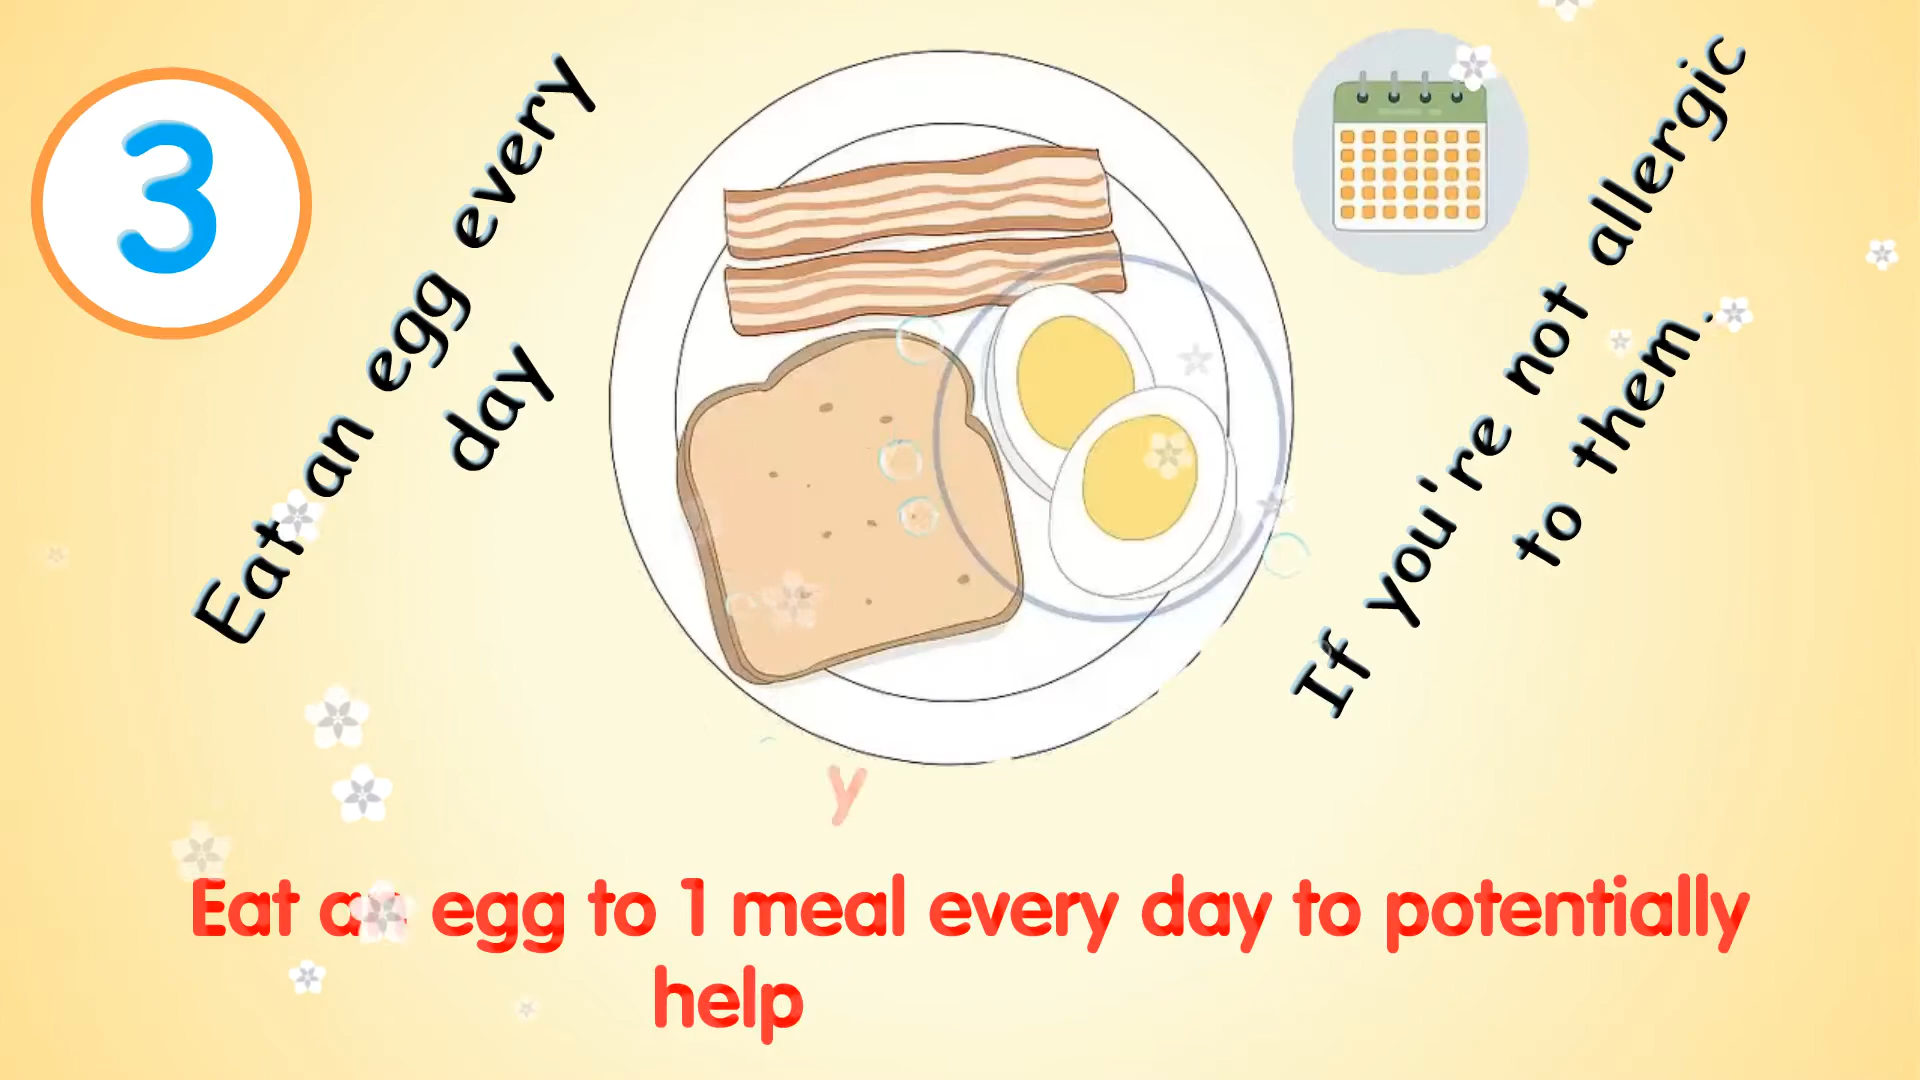 3
Eat an egg every
day
If you're not allergic
to them.
y
Eat an egg to 1 meal every day to potentially
help